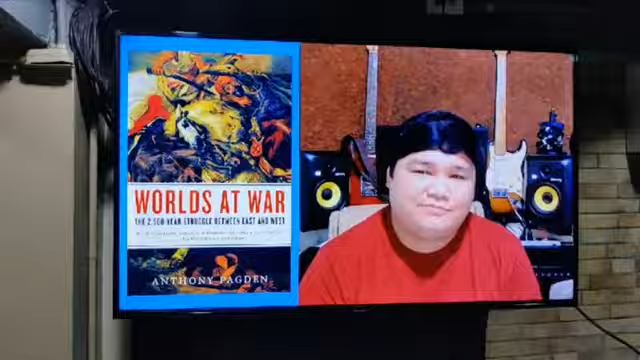 WORLDS AT WAR
THE 2,500-YEAR STRUGGLE BETWEEN EAST AND WEST
ANTHONY PAGDEN